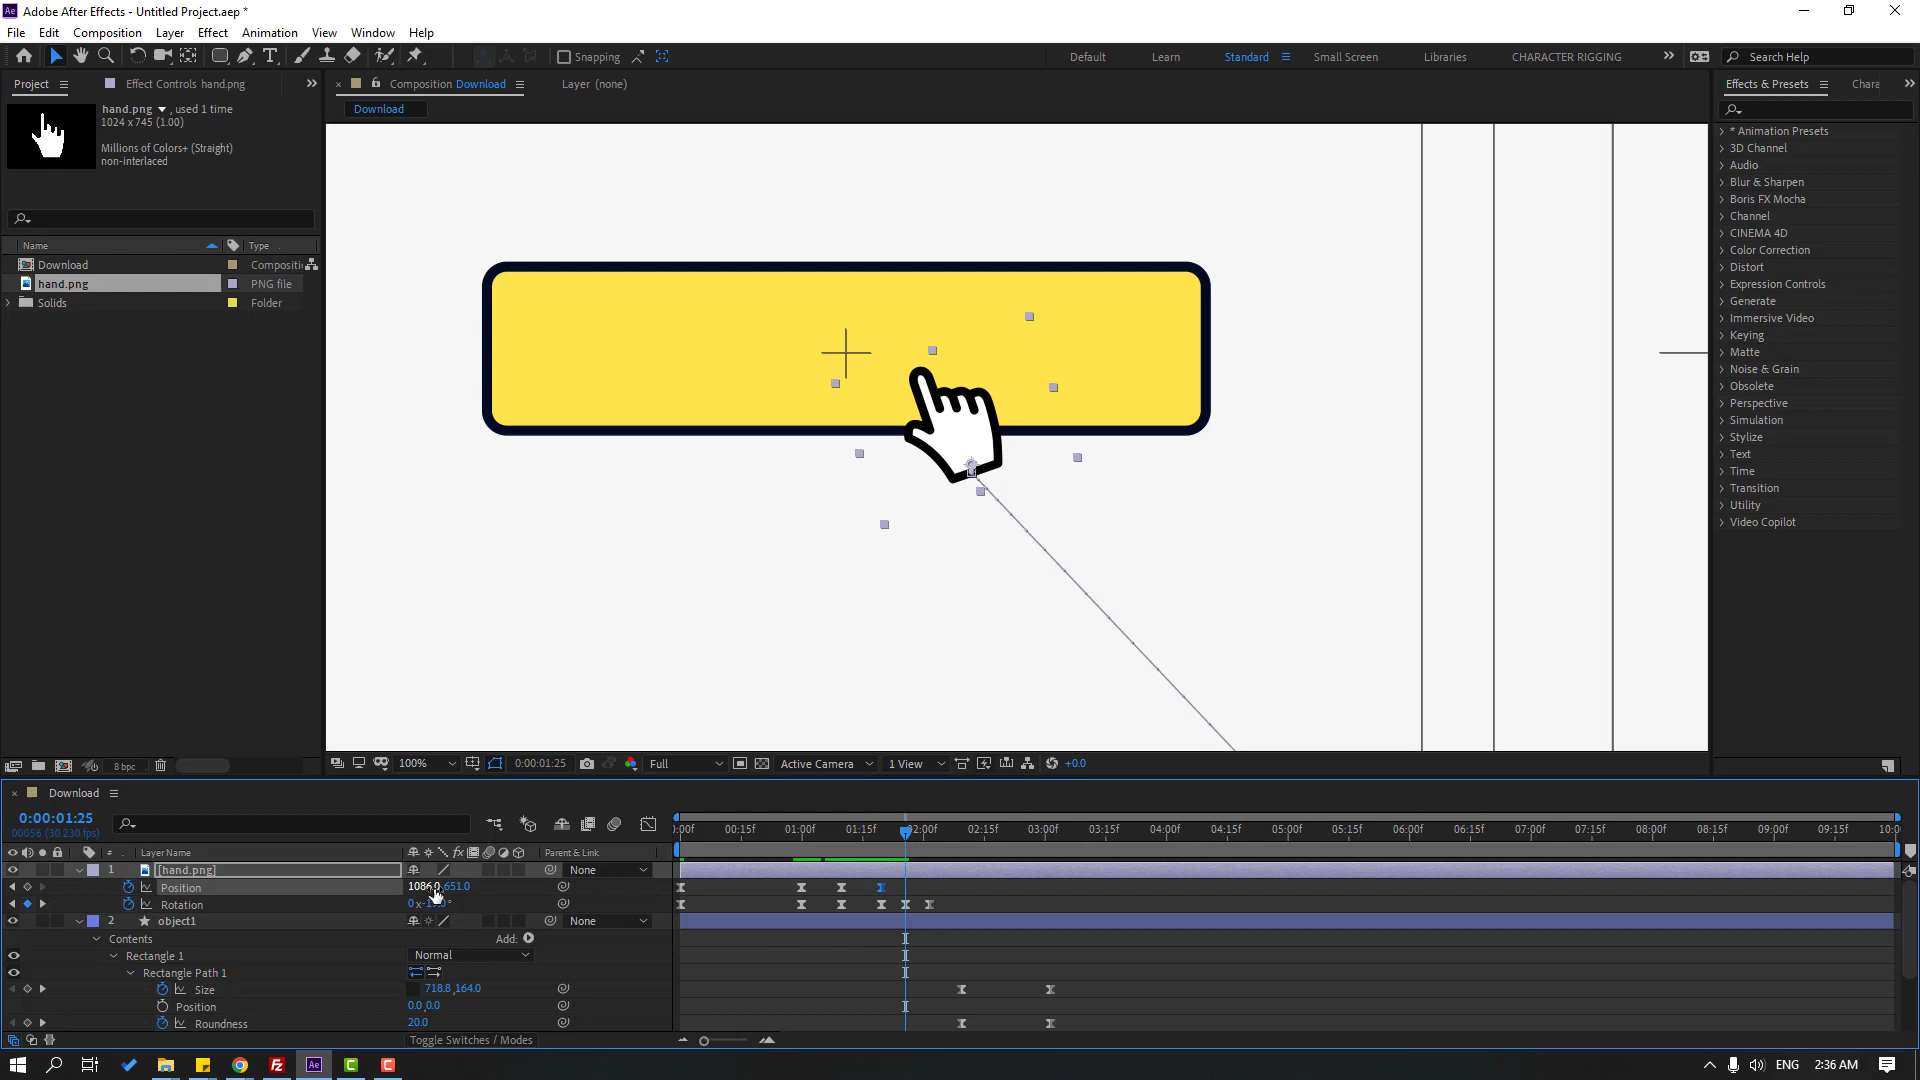 Adobe After Effects - Untitled Project.aep *
File Edit Composition Layer Effect Animation View Window Help
Snapping Default Learn Standard Small Screen Libraries CHARACTER RIGGING Search Help
Project Effect Controls hand.png
hand.png , used 1 time
1024 x 745 (1.00)
Millions of Colors+ (Straight)
non-interlaced
Name Type
Download Compositi
hand.png PNG file
Solids Folder
8 bpc
Composition Download
Layer (none)
Download
100% 0:00:01:25 Full Active Camera 1 View +0.0
Effects & Presets Chara
* Animation Presets
3D Channel
Audio
Blur & Sharpen
Boris FX Mocha
Channel
CINEMA 4D
Color Correction
Distort
Expression Controls
Generate
Immersive Video
Keying
Matte
Noise & Grain
Obsolete
Perspective
Simulation
Stylize
Text
Time
Transition
Utility
Video Copilot
Download
0:00:01:25
00056 (30.230 fps)
# Layer Name fx Parent & Link
:00f 00:15f 01:00f 01:15f 02:00f 02:15f 03:00f 03:15f 04:00f 04:15f 05:00f 05:15f 06:00f 06:15f 07:00f 07:15f 08:00f 08:15f 09:00f 09:15f 10:0
1 [hand.png] None
Position 1086.0,651.0
Rotation
2 object1 None
Contents Add:
Rectangle 1 Normal
Rectangle Path 1
Size 718.8,164.0
Position 0.0,0.0
Roundness 20.0
Toggle Switches / Modes
ENG 2:36 AM